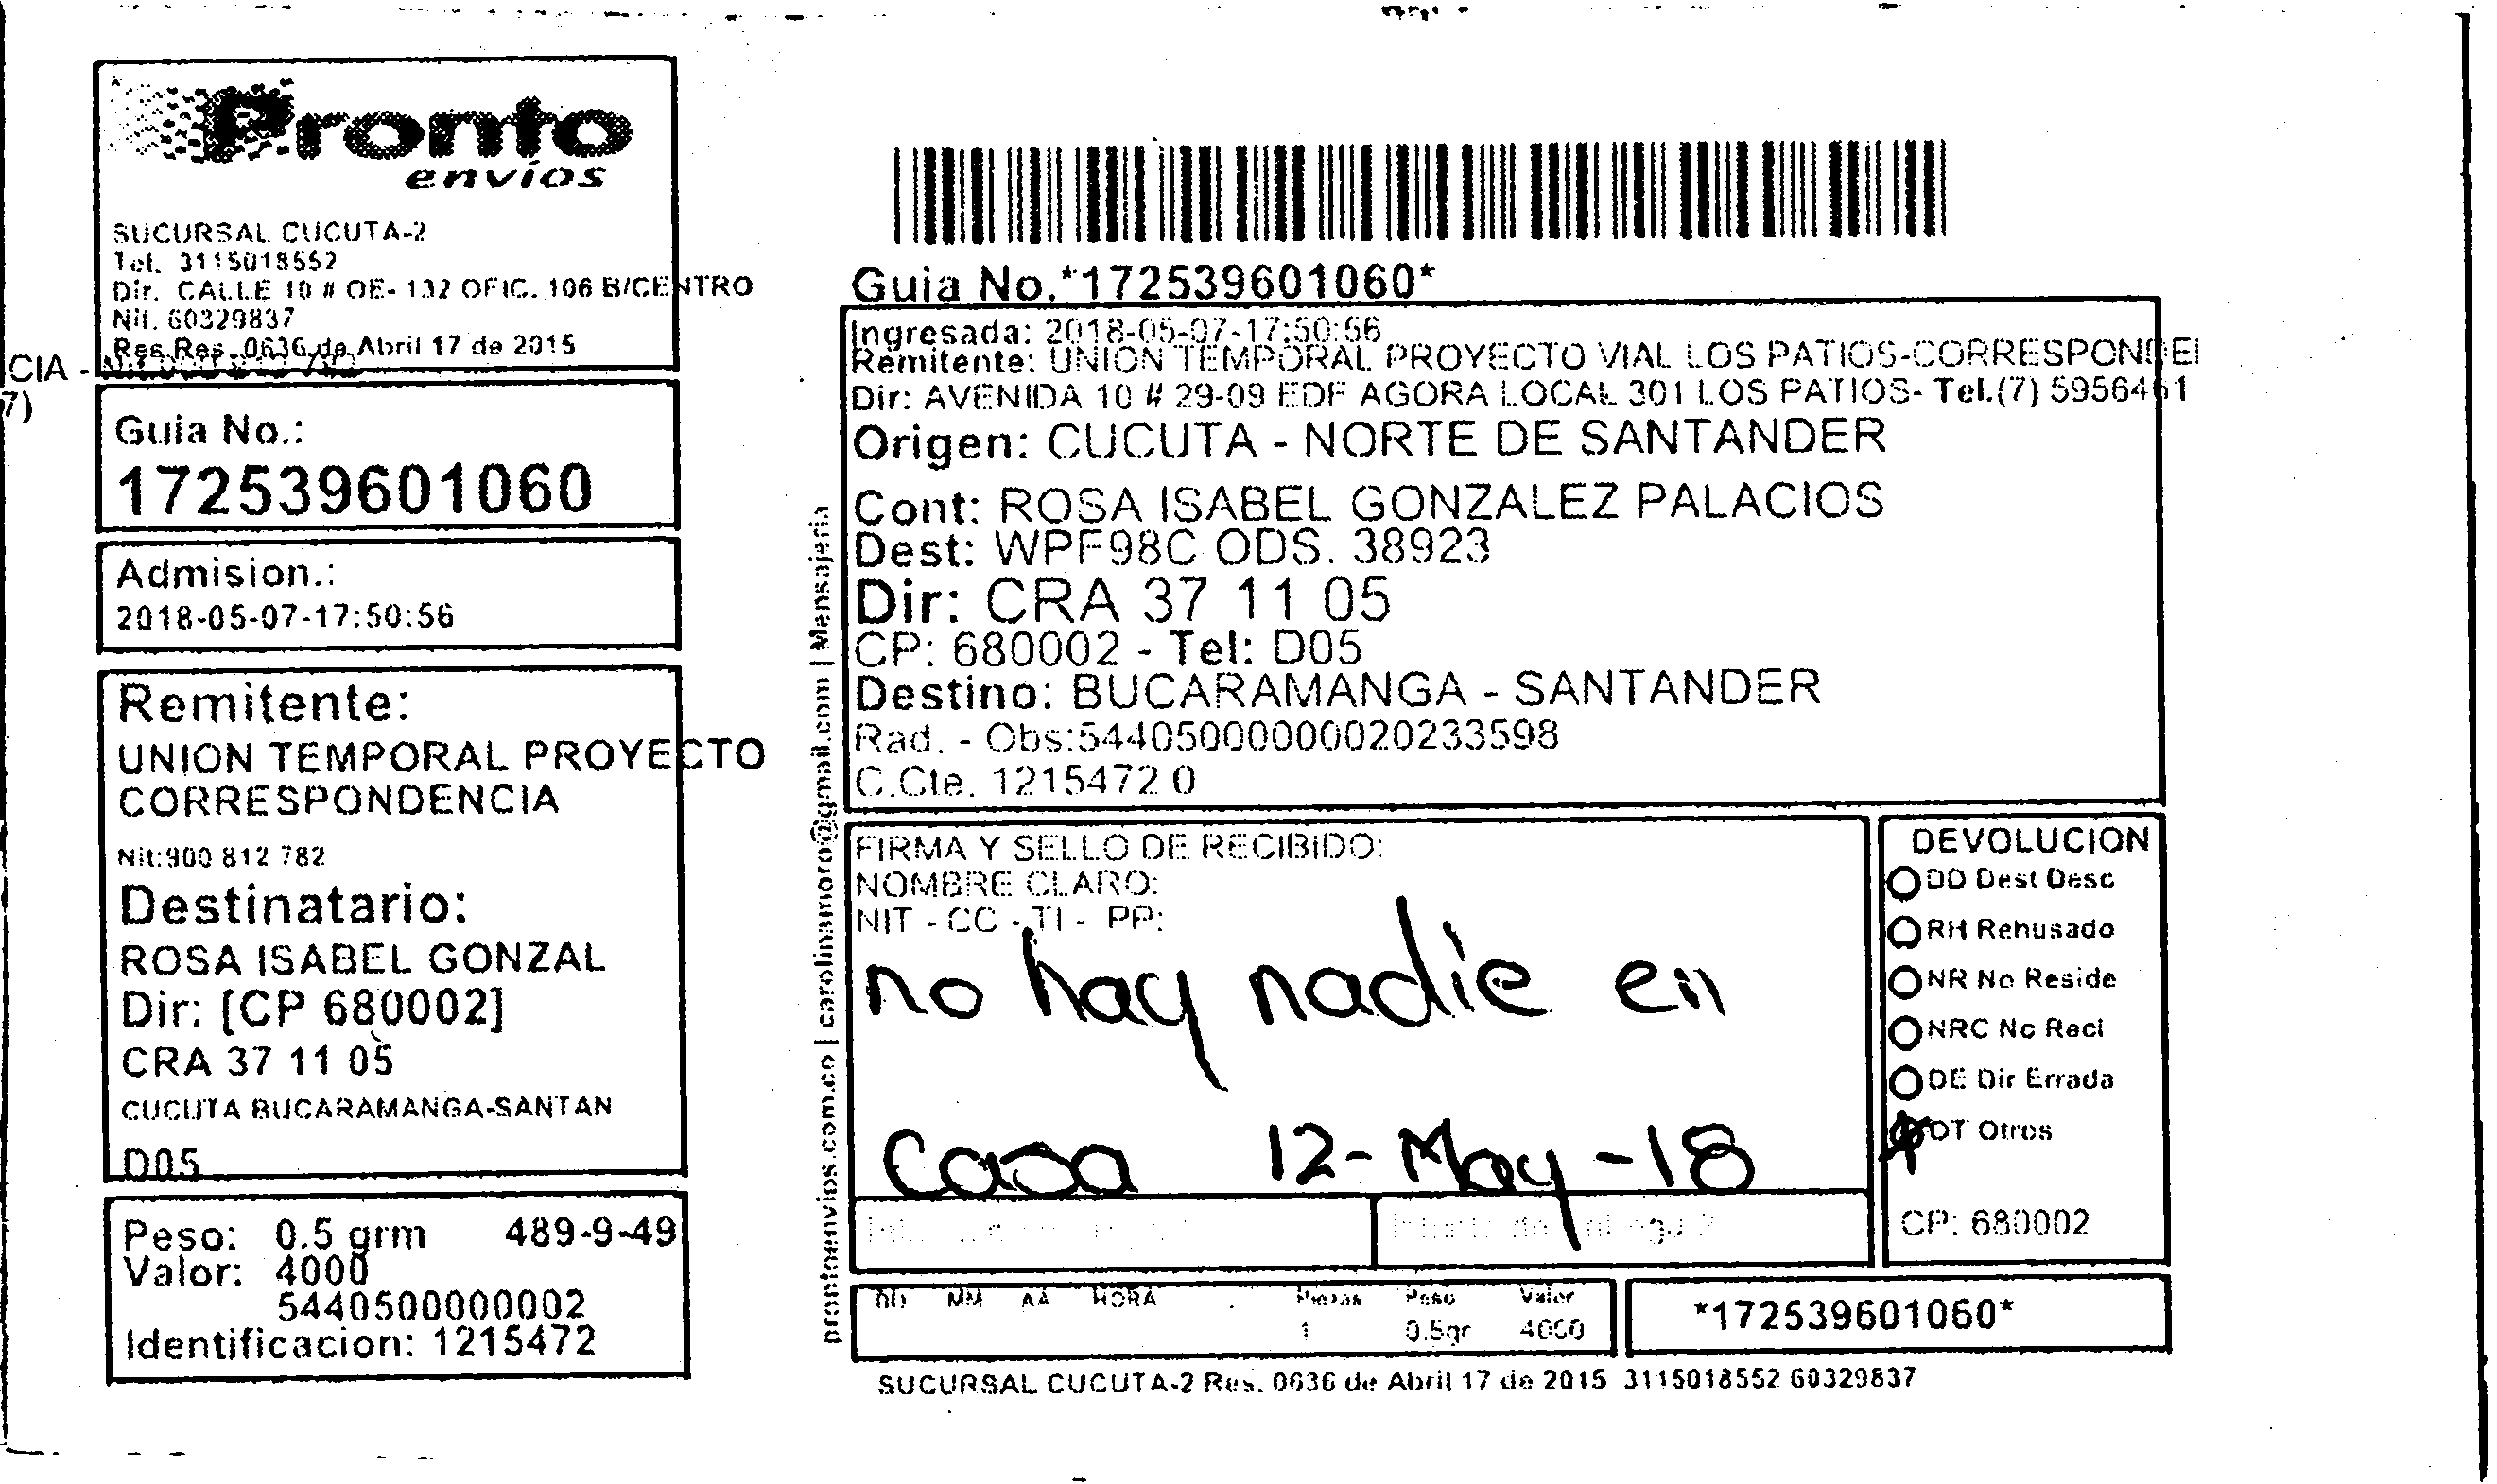 Pronto
envíos
SUCURSAL CUCUTA-2
Tel. 3115018552
Dir. CALLE 10 # OE- 132 OFIC. 106 B/CENTRO
Nit. 60329837
Res Res. 0636 de Abril 17 de 2015
CIA -
7)
Guia No.:
172539601060
Admision.:
2018-05-07-17:50:56
Remitente:
UNION TEMPORAL PROYECTO
CORRESPONDENCIA
Nit:900 812 782
Destinatario:
ROSA ISABEL GONZAL
Dir: [CP 680002]
CRA 37 11 05
CUCUTA BUCARAMANGA-SANTAN
D05
Peso: 0.5 grm 489-9-49
Valor: 4000
5440500000002
Identificacion: 1215472
prontoenvios.com.co | carolinamoro@gmail.com | Mensajeria
Guia No.*172539601060*
Ingresada: 2018-05-07-17:50:56
Remitente: UNION TEMPORAL PROYECTO VIAL LOS PATIOS-CORRESPONDEI
Dir: AVENIDA 10 # 29-09 EDF AGORA LOCAL 301 LOS PATIOS- Tel.(7) 5956461
Origen: CUCUTA - NORTE DE SANTANDER
Cont: ROSA ISABEL GONZALEZ PALACIOS
Dest: WPF98C ODS. 38923
Dir: CRA 37 11 05
CP: 680002 - Tel: D05
Destino: BUCARAMANGA - SANTANDER
Rad. - Obs:54405000000020233598
C.Cte. 1215472 0
FIRMA Y SELLO DE RECIBIDO:
NOMBRE CLARO:
NIT - CC - TI - PP:
no hay nadie en
casa 12-May-18
DEVOLUCION
DD Dest Desc
RH Rehusado
NR No Reside
NRC No Recl
DE Dir Errada
OT Otros
CP: 680002
DD MM AA HORA Piezas Peso Valor
1 0.5gr 4000
*172539601060*
SUCURSAL CUCUTA-2 Res. 0636 de Abril 17 de 2015 3115018552 60329837